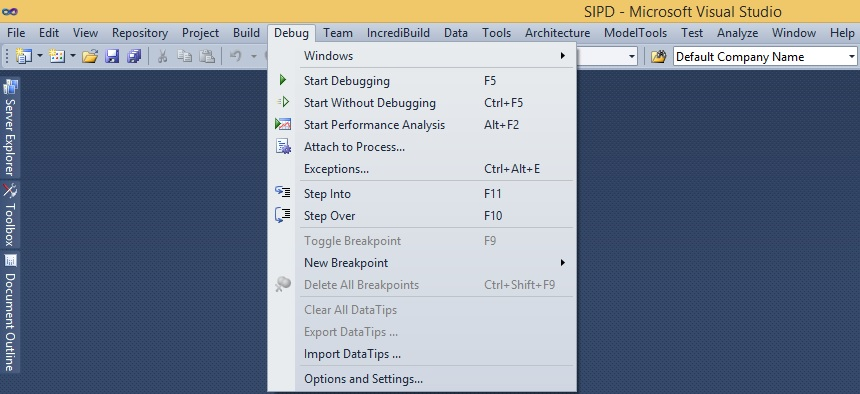 SIPD - Microsoft Visual Studio
File Edit View Repository Project Build Debug Team IncrediBuild Data Tools Architecture ModelTools Test Analyze Window Help
Default Company Name
Windows
Start Debugging F5
Start Without Debugging Ctrl+F5
Start Performance Analysis Alt+F2
Attach to Process...
Exceptions... Ctrl+Alt+E
Step Into F11
Step Over F10
Toggle Breakpoint F9
New Breakpoint
Delete All Breakpoints Ctrl+Shift+F9
Clear All DataTips
Export DataTips ...
Import DataTips ...
Options and Settings...
Server Explorer
Toolbox
Document Outline